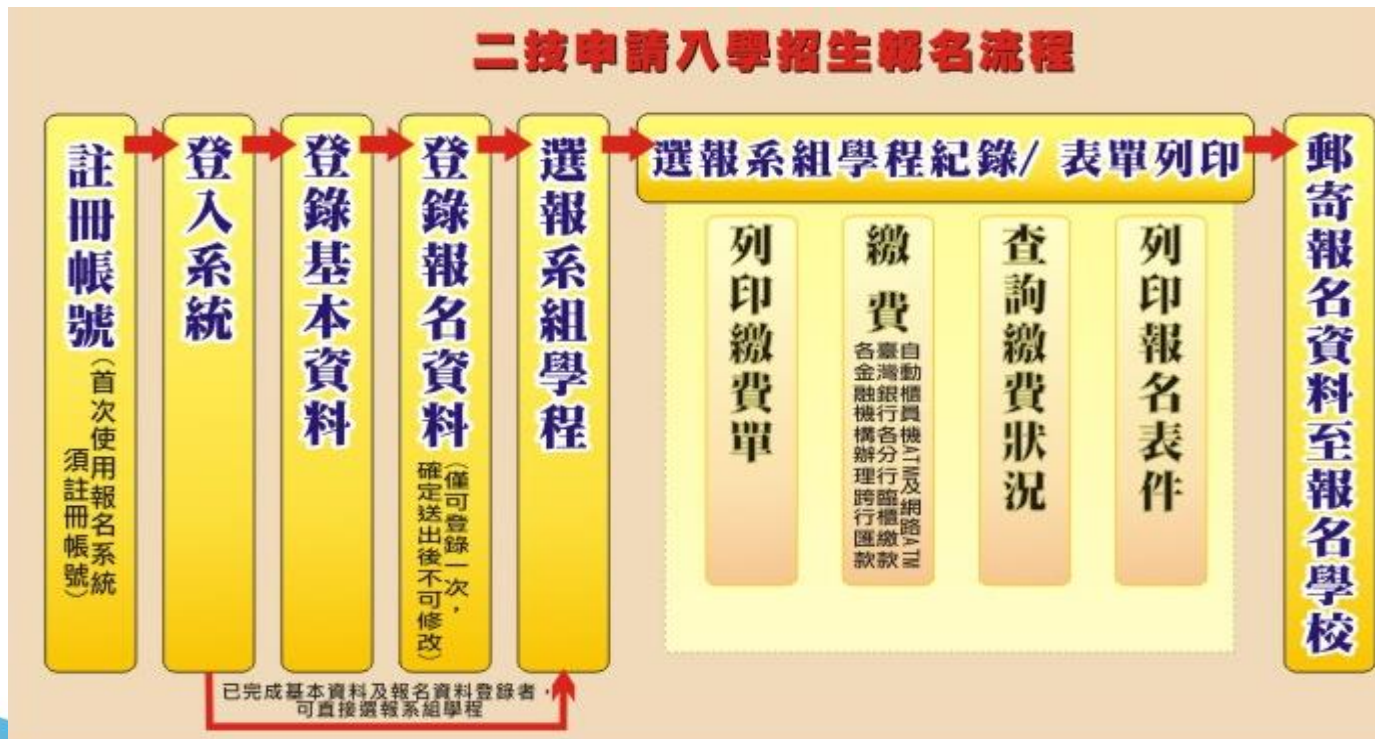 二技申請入學招生報名流程
註冊帳號
(首次使用報名系統
須註冊帳號)
登入系統
登錄基本資料
登錄報名資料
(僅可登錄一次，
確定送出後不可修改)
選報系組學程
選報系組學程紀錄/ 表單列印
列印繳費單
繳費
自動櫃員機ATM及網路ATM
臺灣銀行各分行臨櫃繳款
各金融機構辦理跨行匯款
查詢繳費狀況
列印報名表件
郵寄報名資料至報名學校
已完成基本資料及報名資料登錄者，
可直接選報系組學程